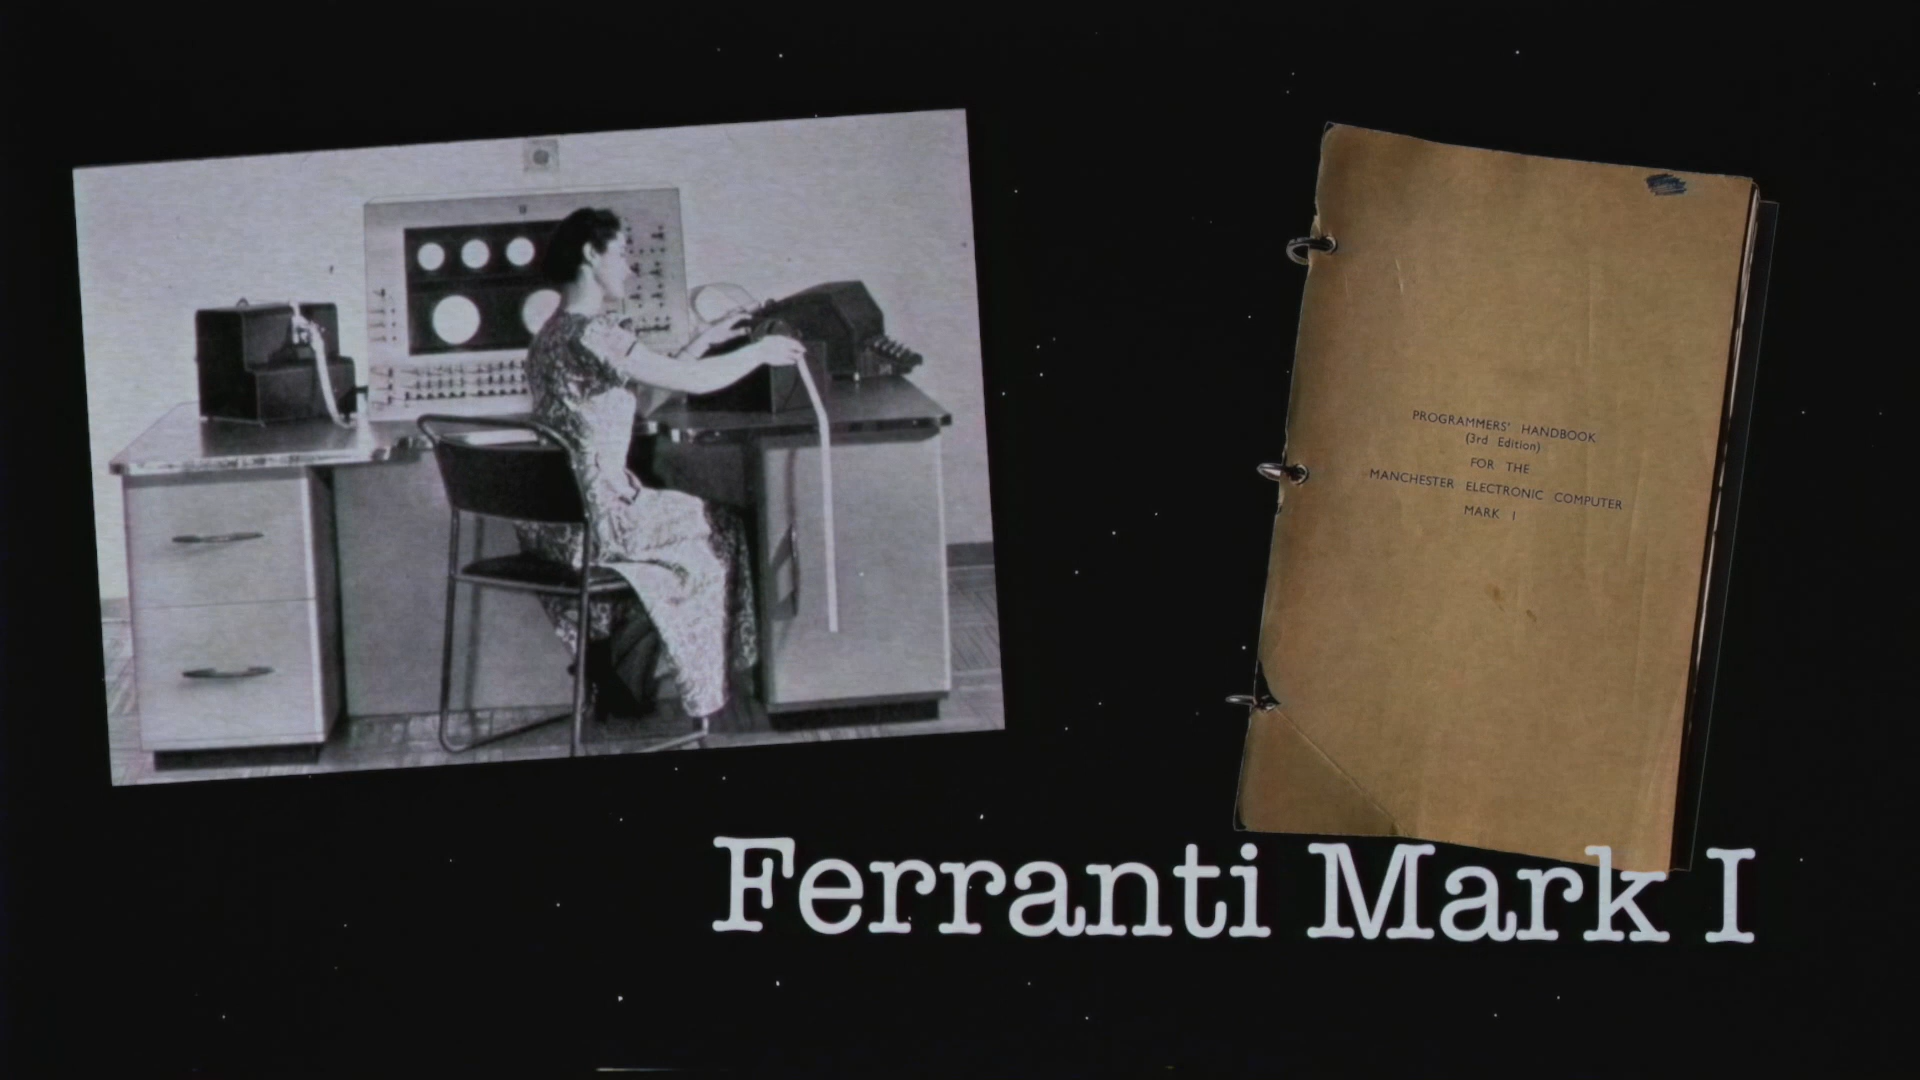 PROGRAMMERS' HANDBOOK
(3rd Edition)
FOR THE
MANCHESTER ELECTRONIC COMPUTER
MARK I
Ferranti Mark I